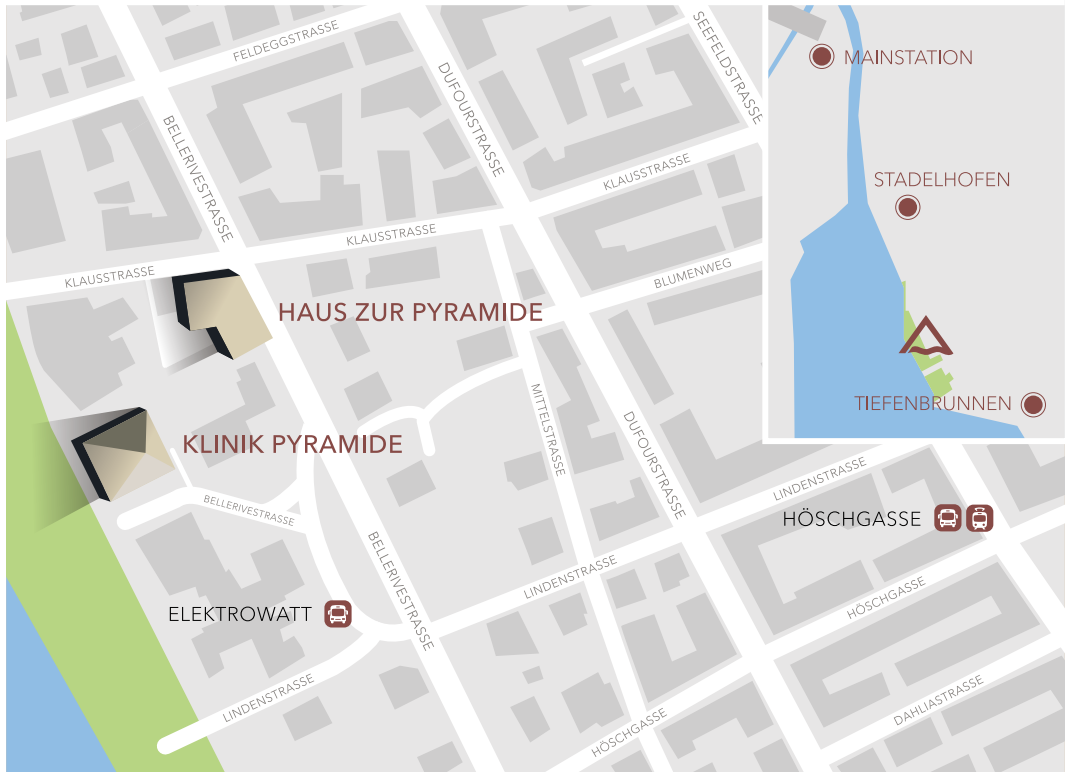 FELDEGGSTRASSE
BELLERIVESTRASSE
DUFOURSTRASSE
SEEFELDSTRASSE
KLAUSSTRASSE
KLAUSSTRASSE
KLAUSSTRASSE
BLUMENWEG
HAUS ZUR PYRAMIDE
KLINIK PYRAMIDE
MITTELSTRASSE
DUFOURSTRASSE
BELLERIVESTRASSE
BELLERIVESTRASSE
LINDENSTRASSE
HÖSCHGASSE
LINDENSTRASSE
ELEKTROWATT
HÖSCHGASSE
LINDENSTRASSE
HÖSCHGASSE
DAHLIASTRASSE
MAINSTATION
STADELHOFEN
TIEFENBRUNNEN